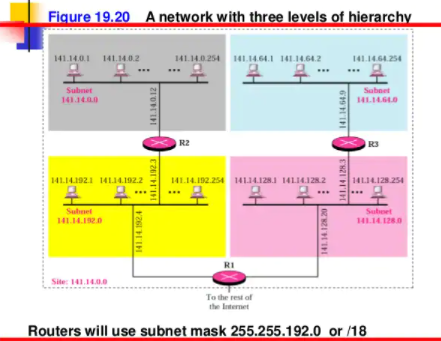 Figure 19.20 A network with three levels of hierarchy
141.14.0.1 141.14.0.2 141.14.0.254
Subnet
141.14.0.0
141.14.0.12
141.14.64.1 141.14.64.2 141.14.64.254
Subnet
141.14.64.0
141.14.64.9
R2
R3
141.14.192.1 141.14.192.2 141.14.192.254
141.14.192.3
Subnet
141.14.192.0
141.14.192.4
141.14.128.1 141.14.128.2 141.14.128.254
141.14.128.3
Subnet
141.14.128.0
141.14.128.20
R1
Site: 141.14.0.0
To the rest of
the Internet
Routers will use subnet mask 255.255.192.0 or /18